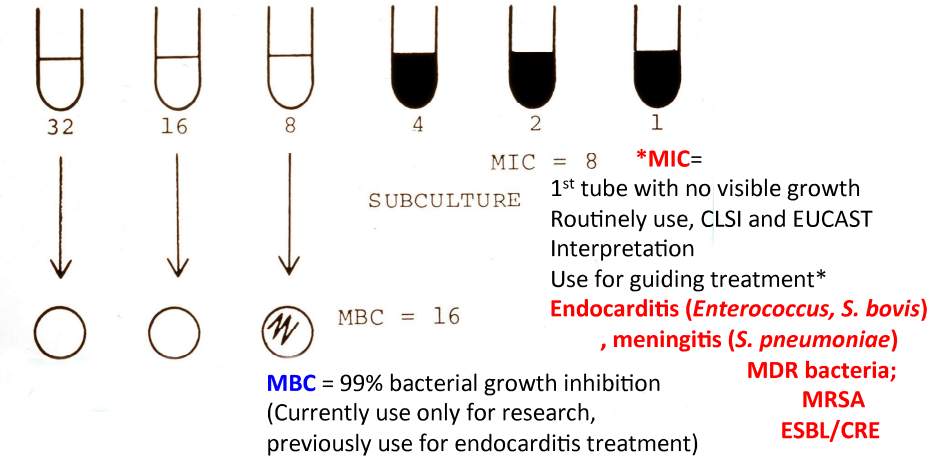 32 16 8 4 2 1
MIC = 8 *MIC=
1st tube with no visible growth
SUBCULTURE
Routinely use, CLSI and EUCAST
Interpretation
Use for guiding treatment*
Endocarditis (Enterococcus, S. bovis)
, meningitis (S. pneumoniae)
MBC = 16
MDR bacteria;
MRSA
ESBL/CRE
MBC = 99% bacterial growth inhibition
(Currently use only for research,
previously use for endocarditis treatment)